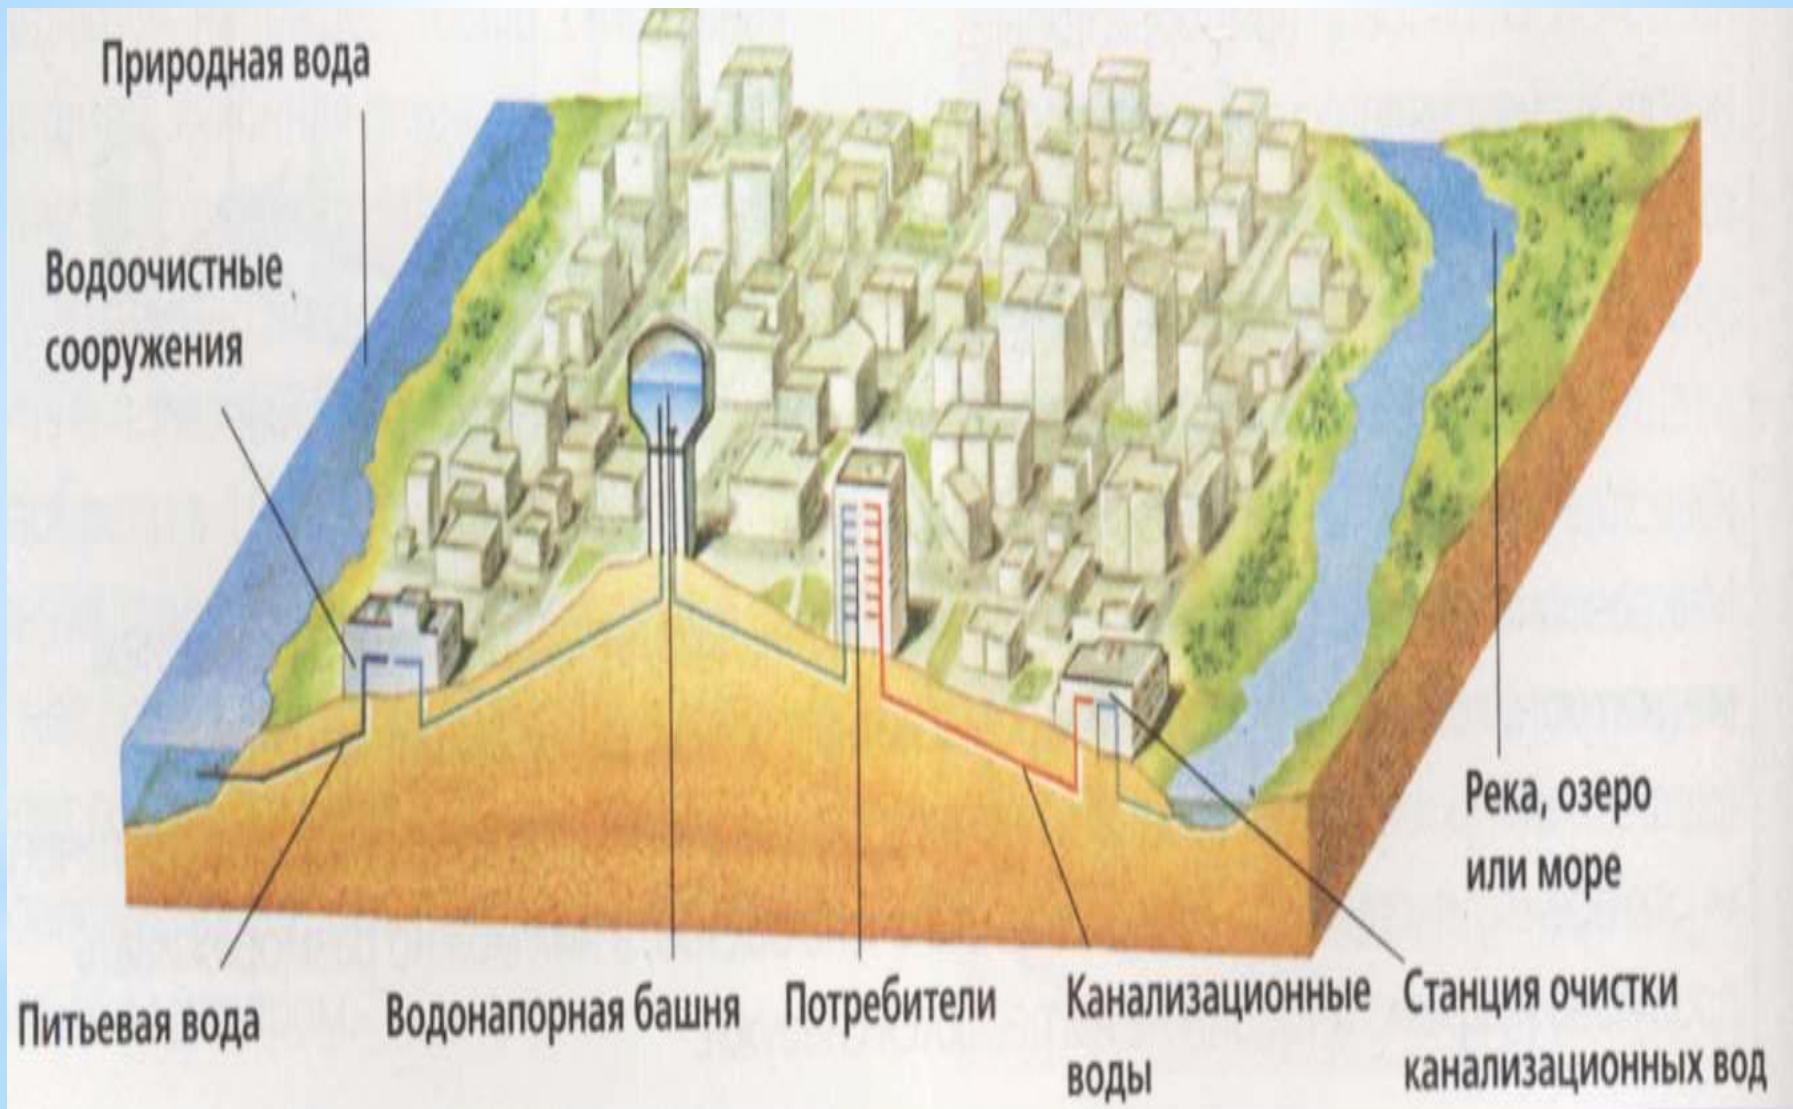 Природная вода
Водоочистные
сооружения
Река, озеро
или море
Питьевая вода
Водонапорная башня
Потребители
Канализационные
воды
Станция очистки
канализационных вод